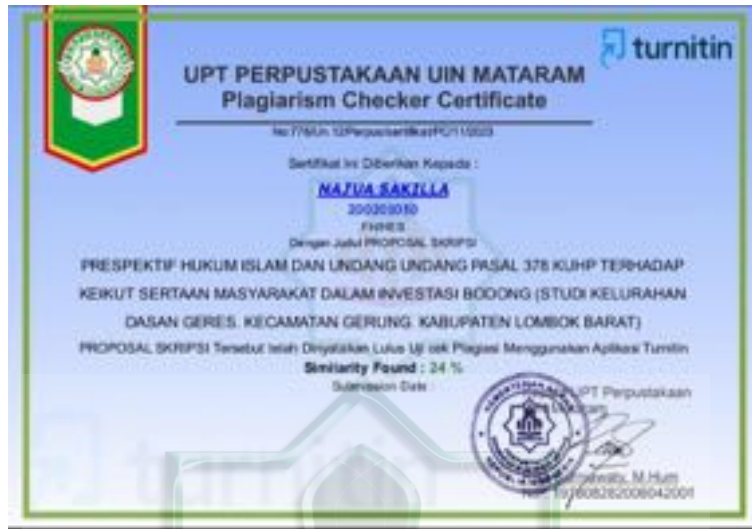 turnitin
UPT PERPUSTAKAAN UIN MATARAM
Plagiarism Checker Certificate
Sertifikat Ini Diberikan Kepada :
NAJUA SAKILLA
200202050
Dengan Judul PROPOSAL SKRIPSI
PRESPEKTIF HUKUM ISLAM DAN UNDANG UNDANG PASAL 378 KUHP TERHADAP
KEIKUT SERTAAN MASYARAKAT DALAM INVESTASI BODONG (STUDI KELURAHAN
DASAN GERES. KECAMATAN GERUNG. KABUPATEN LOMBOK BARAT)
PROPOSAL SKRIPSI Tersebut telah Dinyatakan Lulus Uji cek Plagiasi Menggunakan Aplikasi Turnitin
Similarity Found : 24 %
Submission Date :
UPT Perpustakaan
M.Hum
197608282006042001
turnitin